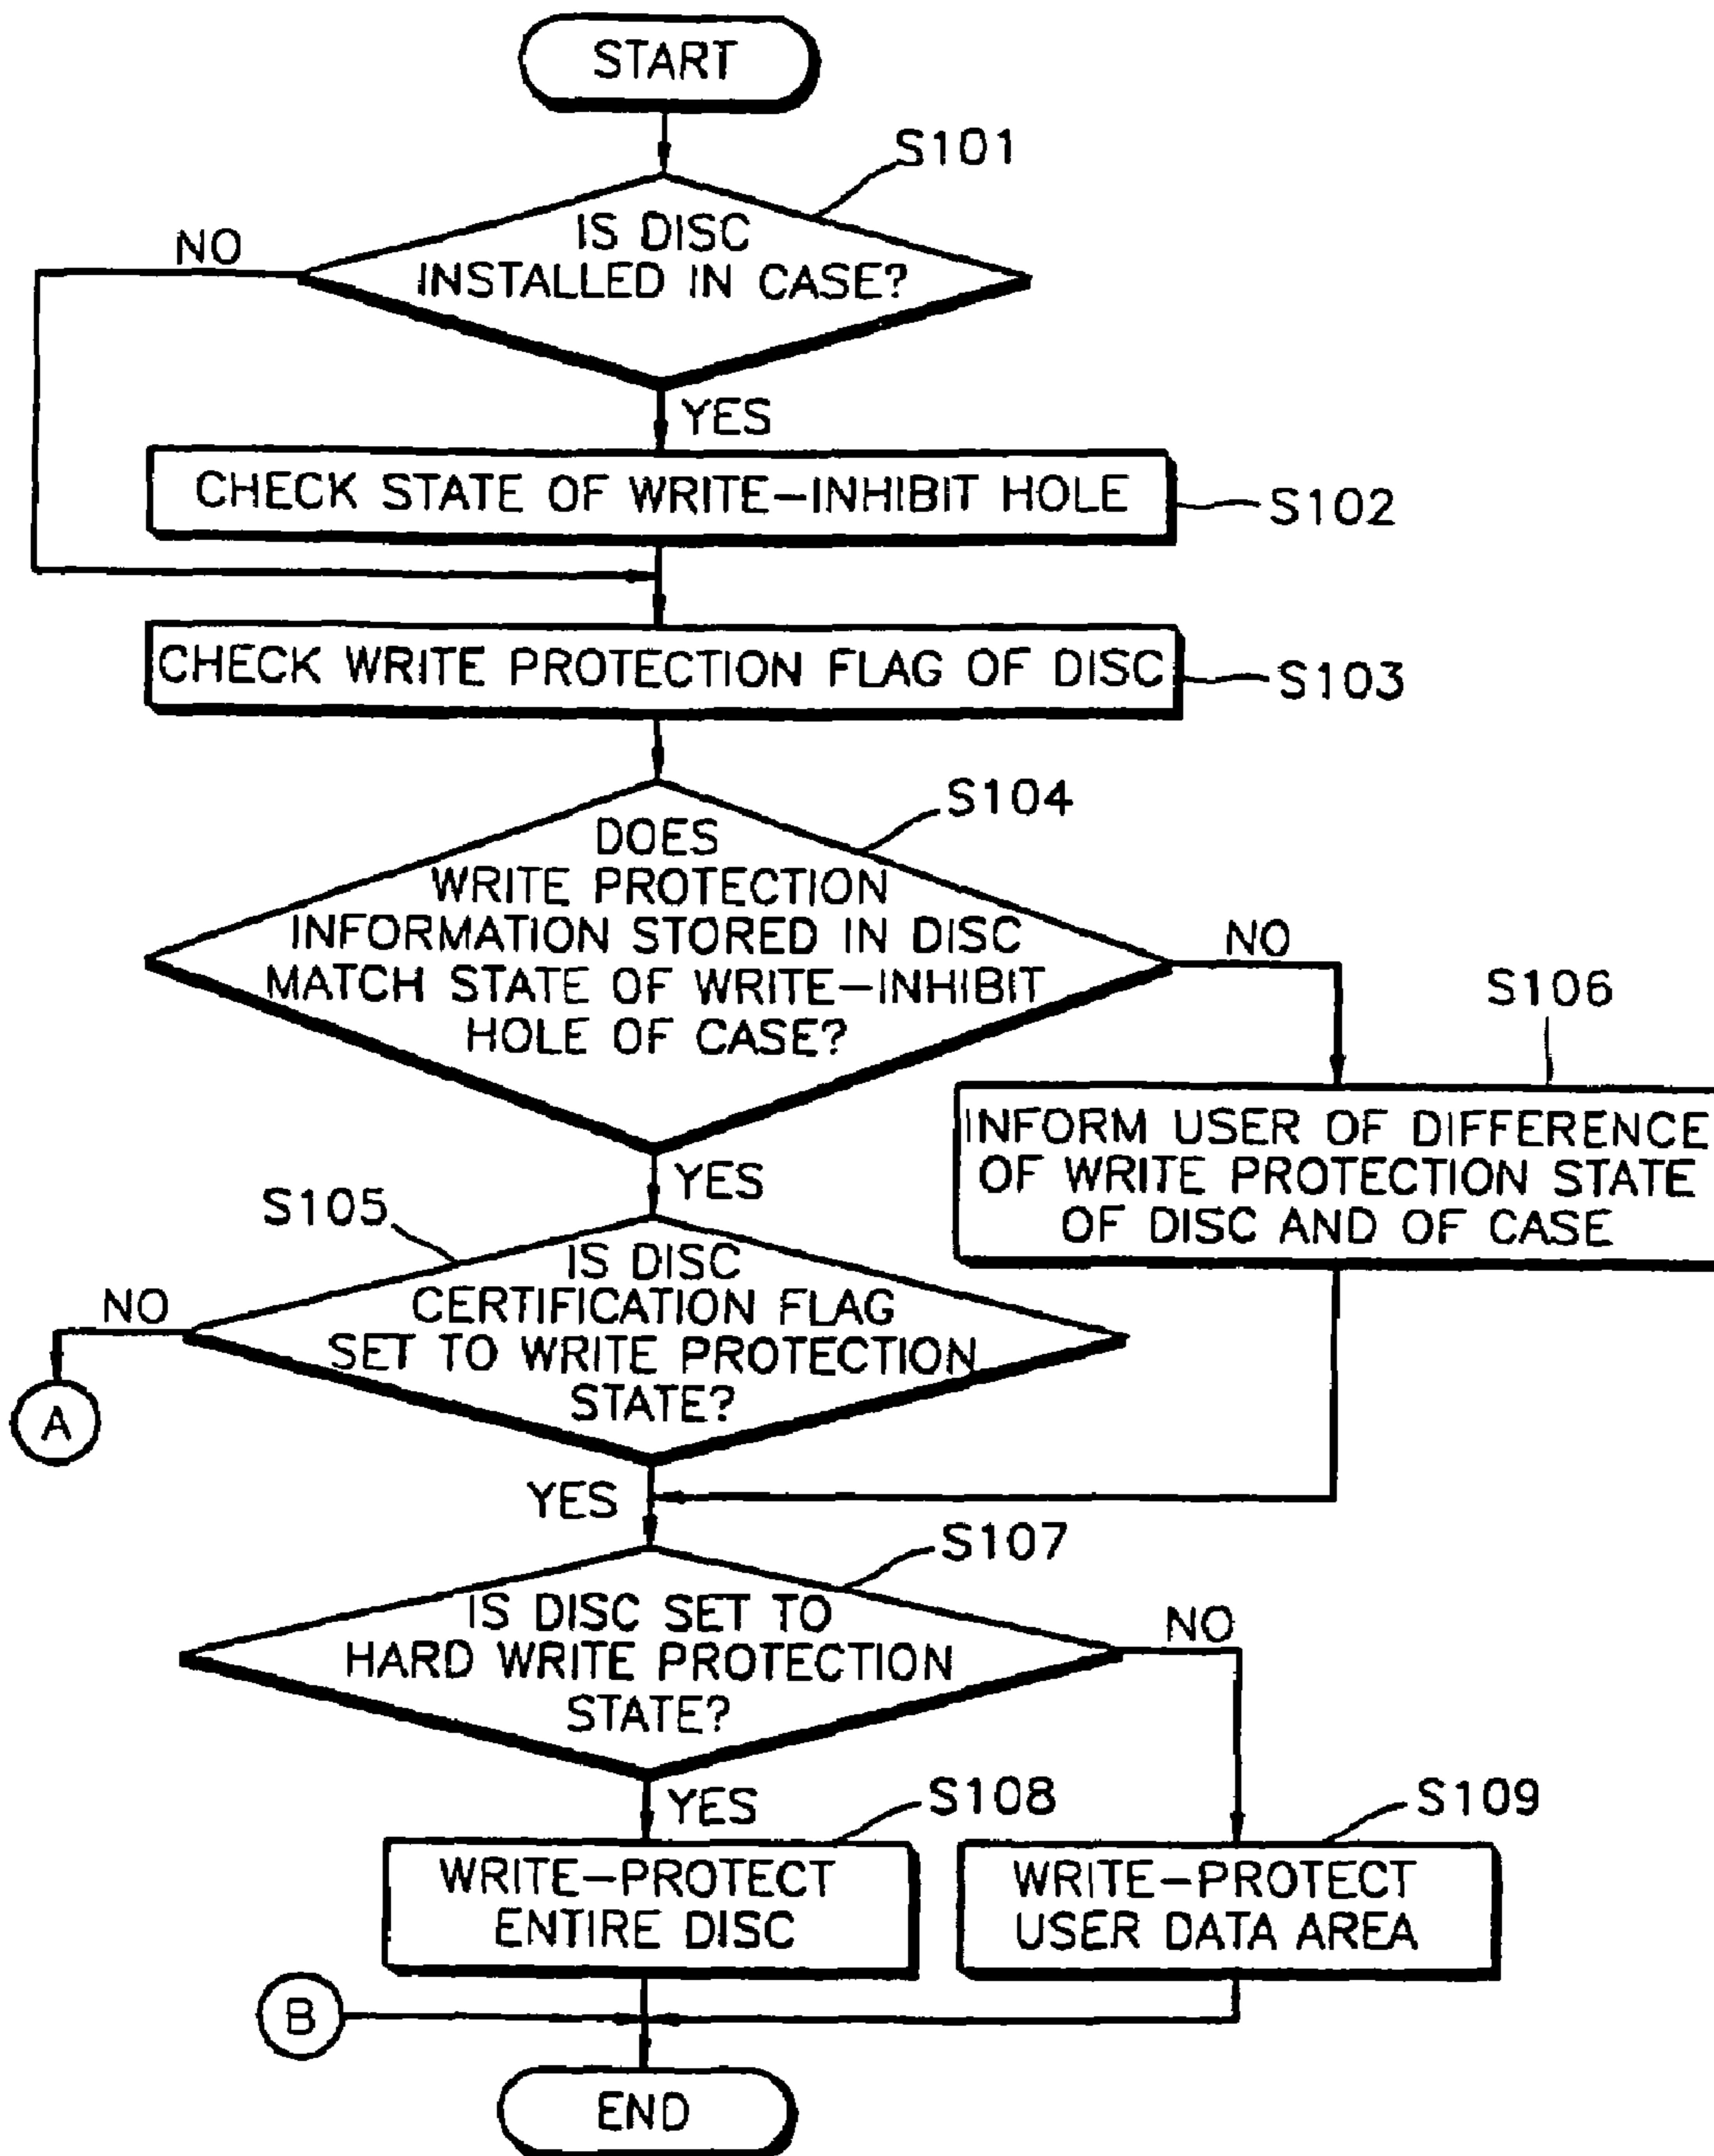 START
S101
IS DISC
INSTALLED IN CASE?
NO
YES
CHECK STATE OF WRITE-INHIBIT HOLE
S102
CHECK WRITE PROTECTION FLAG OF DISC
S103
S104
DOES
WRITE PROTECTION
INFORMATION STORED IN DISC
MATCH STATE OF WRITE-INHIBIT
HOLE OF CASE?
NO
YES
S106
INFORM USER OF DIFFERENCE
OF WRITE PROTECTION STATE
OF DISC AND OF CASE
S105
IS DISC
CERTIFICATION FLAG
SET TO WRITE PROTECTION
STATE?
NO
A
YES
S107
IS DISC SET TO
HARD WRITE PROTECTION
STATE?
NO
YES
S108
WRITE-PROTECT
ENTIRE DISC
S109
WRITE-PROTECT
USER DATA AREA
B
END